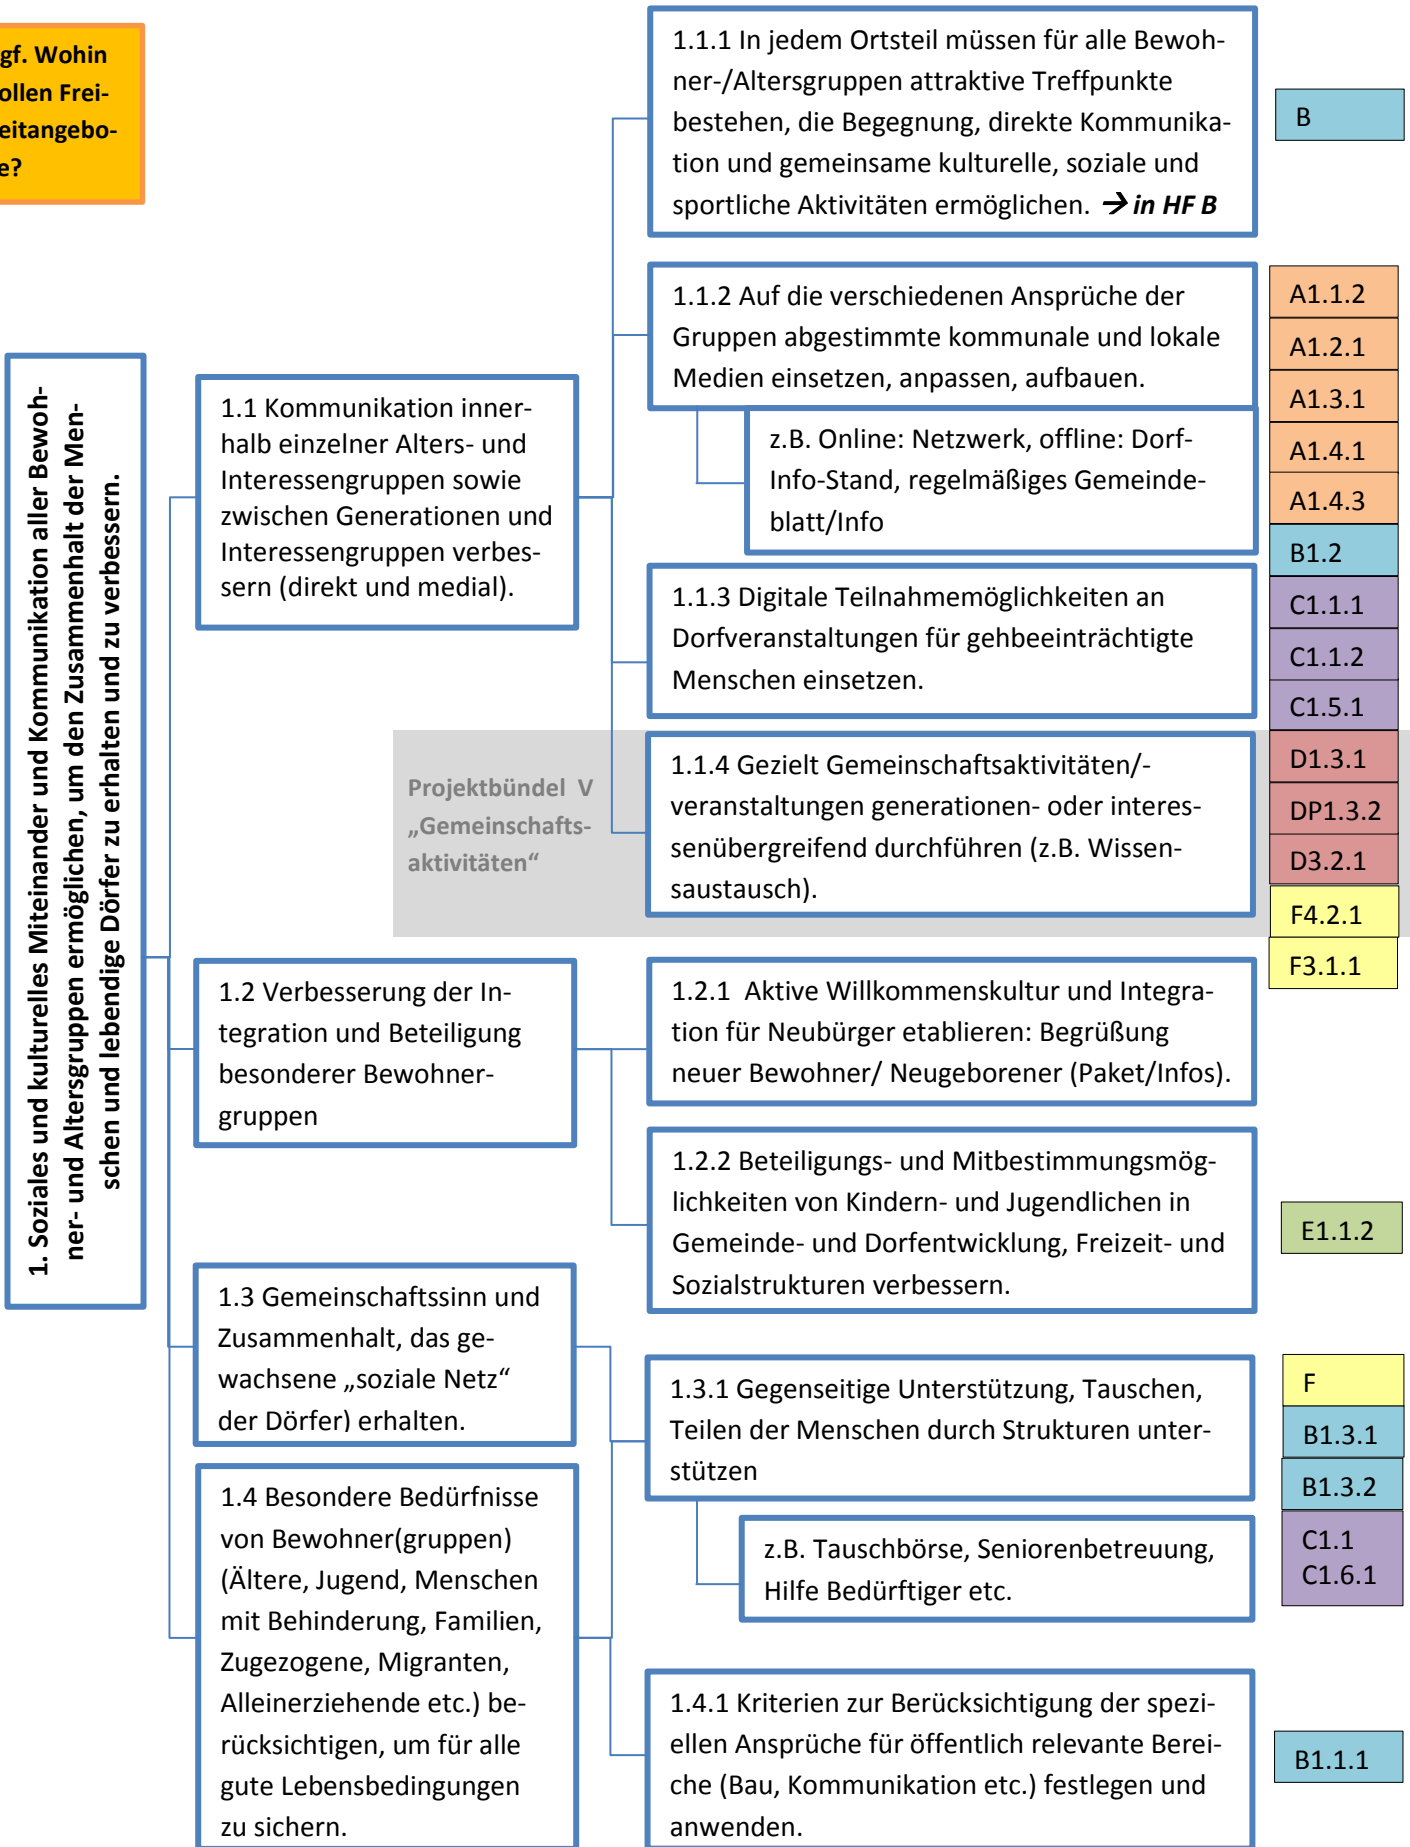 gf. Wohin
ollen Frei-
eitangebo-
e?
1. Soziales und kulturelles Miteinander und Kommunikation aller Bewoh-
ner- und Altersgruppen ermöglichen, um den Zusammenhalt der Men-
schen und lebendige Dörfer zu erhalten und zu verbessern.
1.1 Kommunikation inner-
halb einzelner Alters- und
Interessengruppen sowie
zwischen Generationen und
Interessengruppen verbes-
sern (direkt und medial).
1.1.1 In jedem Ortsteil müssen für alle Bewoh-
ner-/Altersgruppen attraktive Treffpunkte
bestehen, die Begegnung, direkte Kommunika-
tion und gemeinsame kulturelle, soziale und
sportliche Aktivitäten ermöglichen. → in HF B
B
1.1.2 Auf die verschiedenen Ansprüche der
Gruppen abgestimmte kommunale und lokale
Medien einsetzen, anpassen, aufbauen.
z.B. Online: Netzwerk, offline: Dorf-
Info-Stand, regelmäßiges Gemeinde-
blatt/Info
1.1.3 Digitale Teilnahmemöglichkeiten an
Dorfveranstaltungen für gehbeeinträchtigte
Menschen einsetzen.
Projektbündel V
„Gemeinschafts-
aktivitäten“
1.1.4 Gezielt Gemeinschaftsaktivitäten/-
veranstaltungen generationen- oder interes-
senübergreifend durchführen (z.B. Wissen-
saustausch).
A1.1.2
A1.2.1
A1.3.1
A1.4.1
A1.4.3
B1.2
C1.1.1
C1.1.2
C1.5.1
D1.3.1
DP1.3.2
D3.2.1
F4.2.1
F3.1.1
1.2 Verbesserung der In-
tegration und Beteiligung
besonderer Bewohner-
gruppen
1.2.1 Aktive Willkommenskultur und Integra-
tion für Neubürger etablieren: Begrüßung
neuer Bewohner/ Neugeborener (Paket/Infos).
1.2.2 Beteiligungs- und Mitbestimmungsmög-
lichkeiten von Kindern- und Jugendlichen in
Gemeinde- und Dorfentwicklung, Freizeit- und
Sozialstrukturen verbessern.
E1.1.2
1.3 Gemeinschaftssinn und
Zusammenhalt, das ge-
wachsene „soziale Netz“
der Dörfer) erhalten.
1.3.1 Gegenseitige Unterstützung, Tauschen,
Teilen der Menschen durch Strukturen unter-
stützen
z.B. Tauschbörse, Seniorenbetreuung,
Hilfe Bedürftiger etc.
F
B1.3.1
B1.3.2
C1.1
C1.6.1
1.4 Besondere Bedürfnisse
von Bewohner(gruppen)
(Ältere, Jugend, Menschen
mit Behinderung, Familien,
Zugezogene, Migranten,
Alleinerziehende etc.) be-
rücksichtigen, um für alle
gute Lebensbedingungen
zu sichern.
1.4.1 Kriterien zur Berücksichtigung der spezi-
ellen Ansprüche für öffentlich relevante Berei-
che (Bau, Kommunikation etc.) festlegen und
anwenden.
B1.1.1